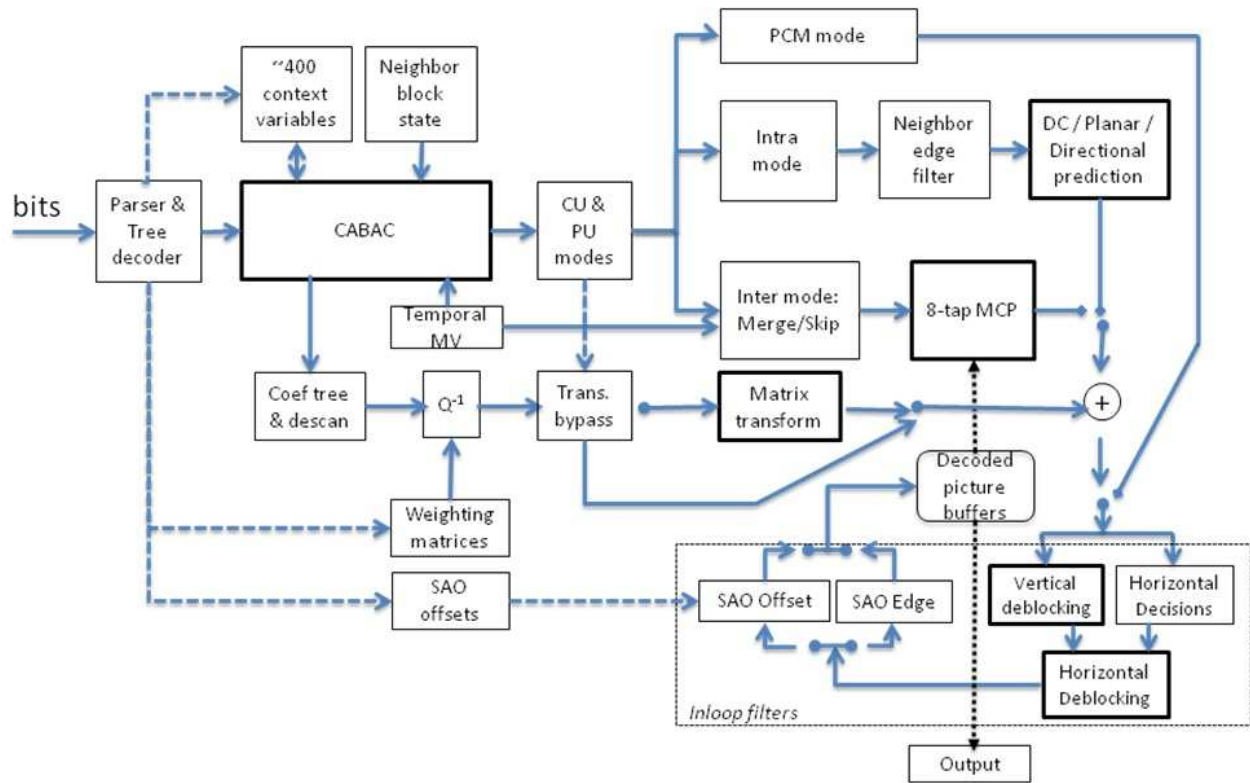 PCM mode
~400
context
variables
Neighbor
block
state
Intra
mode
Neighbor
edge
filter
DC / Planar /
Directional
prediction
bits
Parser &
Tree
decoder
CABAC
CU &
PU
modes
Temporal
MV
Inter mode:
Merge/Skip
8-tap MCP
Coef tree
& descan
Q⁻¹
Trans.
bypass
Matrix
transform
+
Decoded
picture
buffers
Weighting
matrices
SAO
offsets
SAO Offset
SAO Edge
Vertical
deblocking
Horizontal
Decisions
Horizontal
Deblocking
Inloop filters
Output